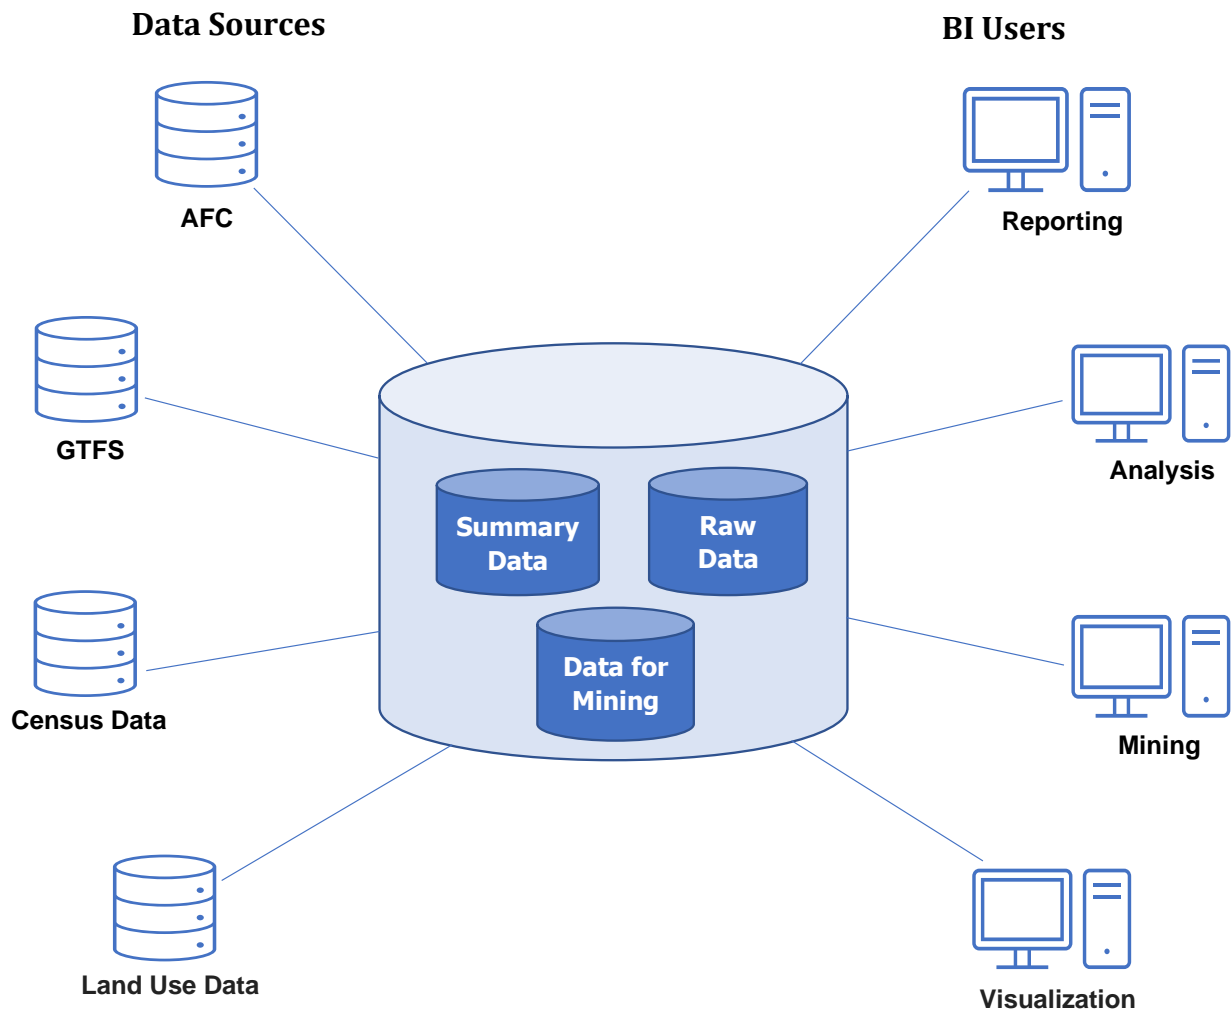 Data Sources
BI Users
AFC
Reporting
GTFS
Analysis
Summary
Data
Raw
Data
Data for
Mining
Census Data
Mining
Land Use Data
Visualization